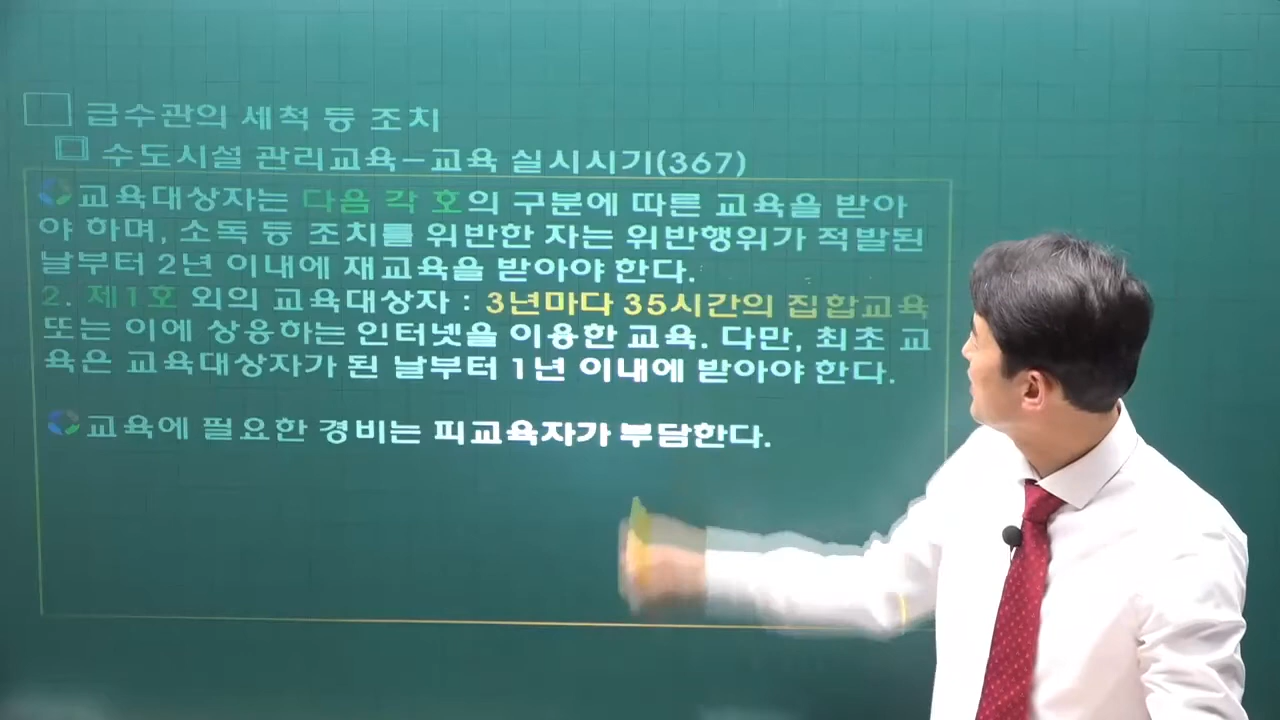 급수관의 세척 등 조치
수도시설 관리교육-교육 실시시기(367)
교육대상자는 다음 각 호의 구분에 따른 교육을 받아
야 하며, 소독 등 조치를 위반한 자는 위반행위가 적발된
날부터 2년 이내에 재교육을 받아야 한다.
2. 제1호 외의 교육대상자 : 3년마다 35시간의 집합교육
또는 이에 상응하는 인터넷을 이용한 교육. 다만, 최초 교
육은 교육대상자가 된 날부터 1년 이내에 받아야 한다.
교육에 필요한 경비는 피교육자가 부담한다.